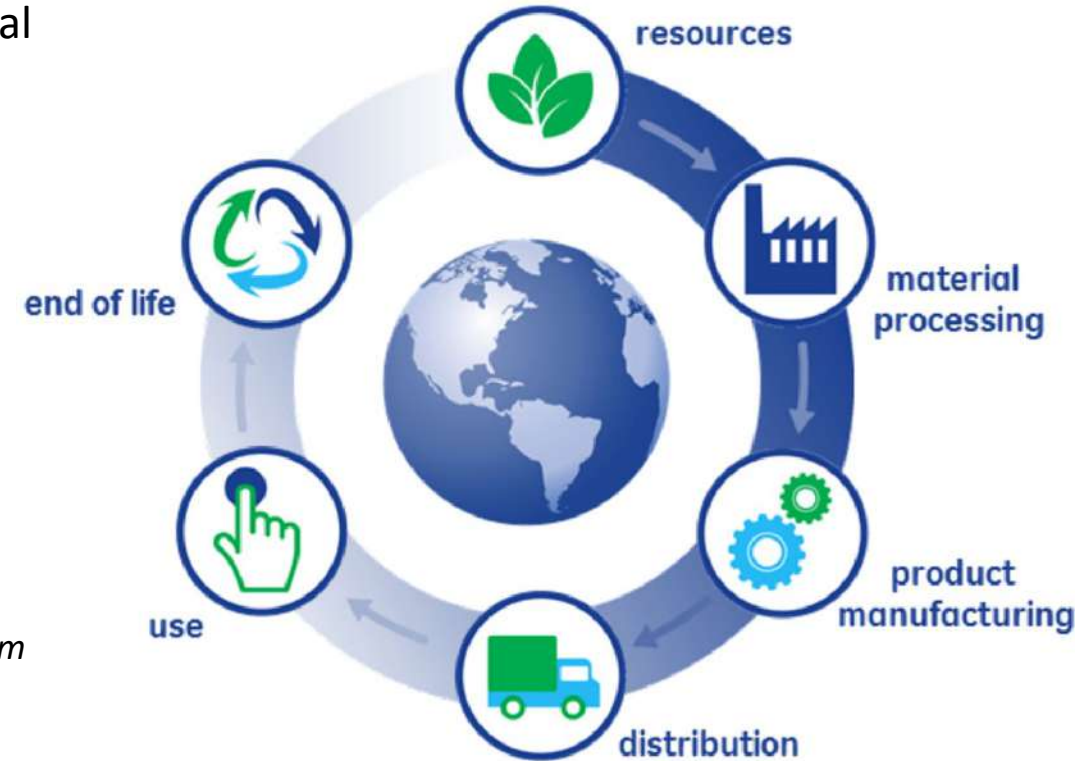 al
resources
material
processing
product
manufacturing
distribution
use
m
end of life